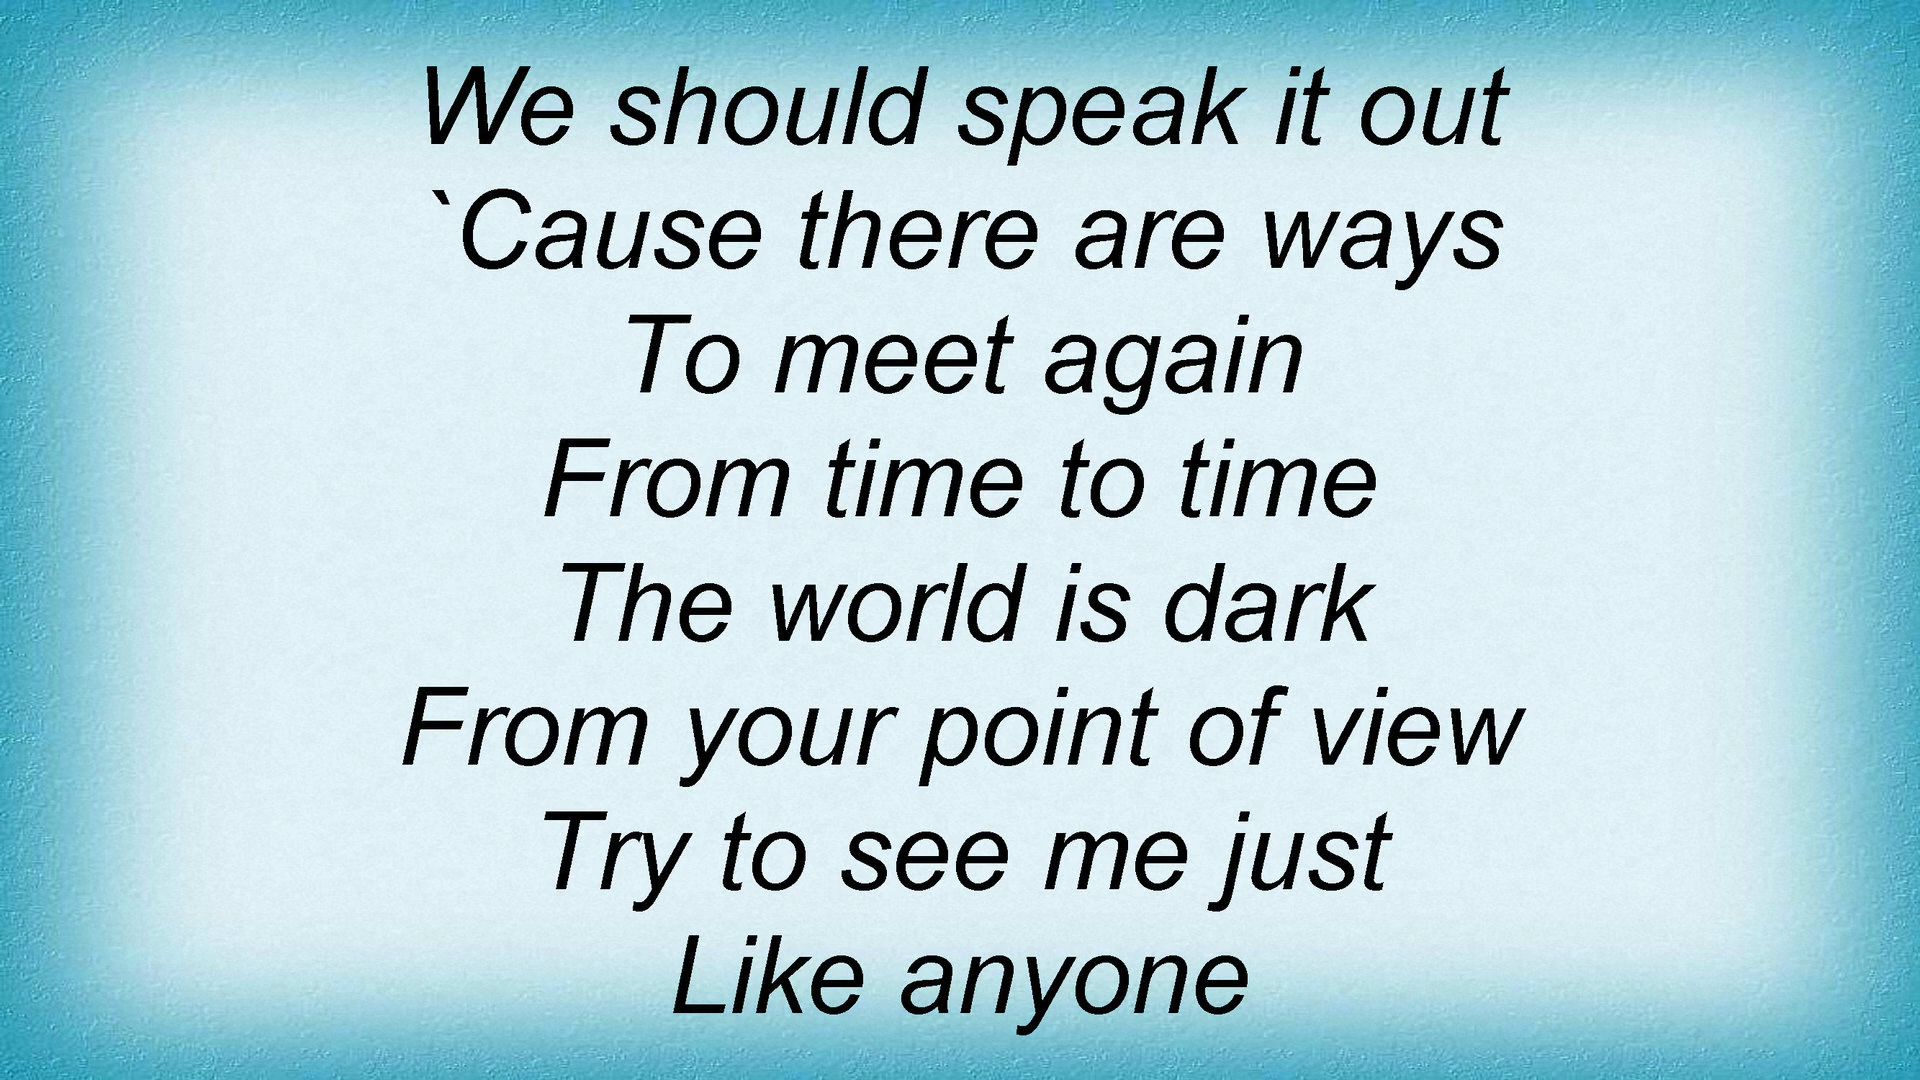 We should speak it out
`Cause there are ways
To meet again
From time to time
The world is dark
From your point of view
Try to see me just
Like anyone